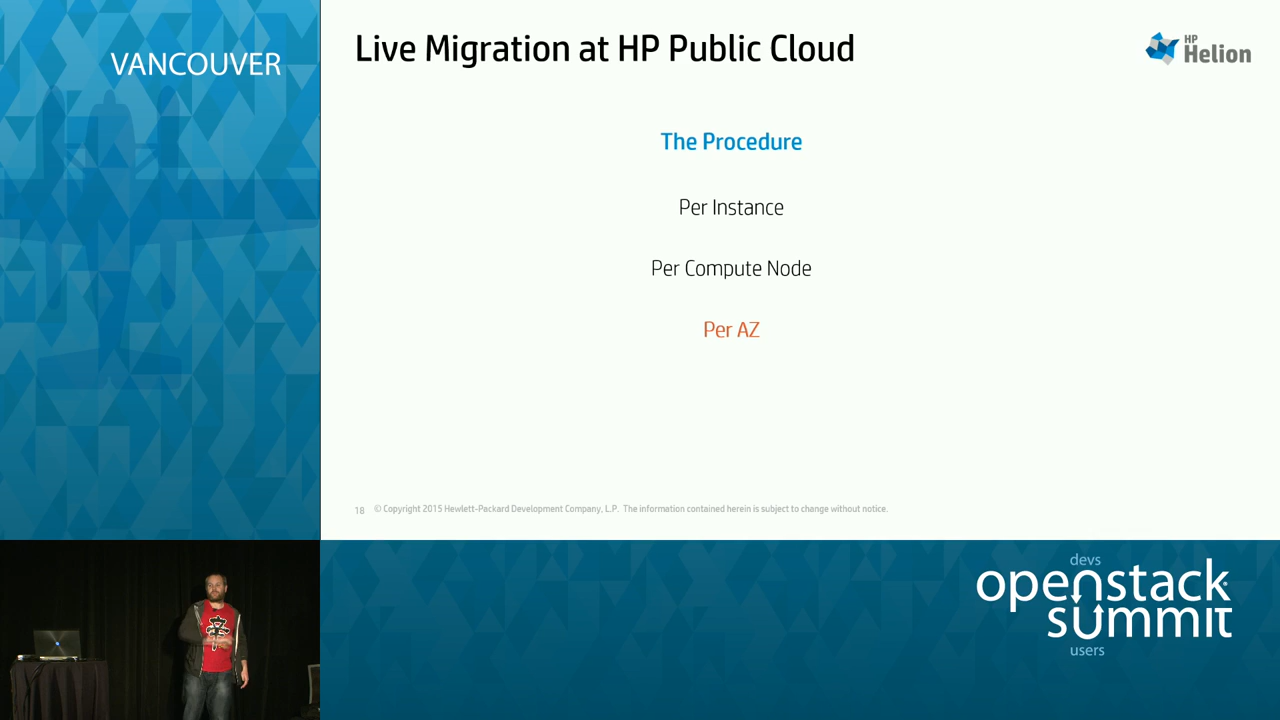 VANCOUVER
Live Migration at HP Public Cloud
HP
Helion
The Procedure
Per Instance
Per Compute Node
Per AZ
18 © Copyright 2015 Hewlett-Packard Development Company, L.P. The information contained herein is subject to change without notice.
devs
openstack
summit
users